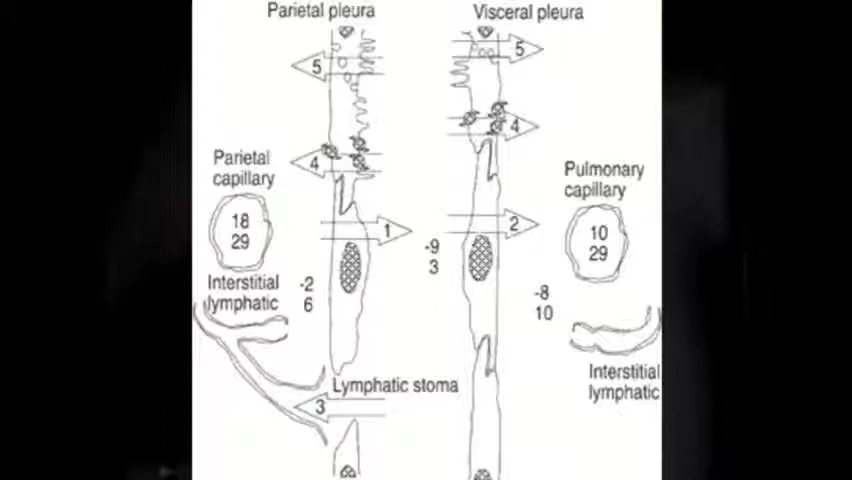 Parietal pleura
Visceral pleura
5
5
4
4
Parietal
capillary
Pulmonary
capillary
18
29
1
2
10
29
-9
3
Interstitial
lymphatic
-2
6
-8
10
Lymphatic stoma
3
Interstitial
lymphatic